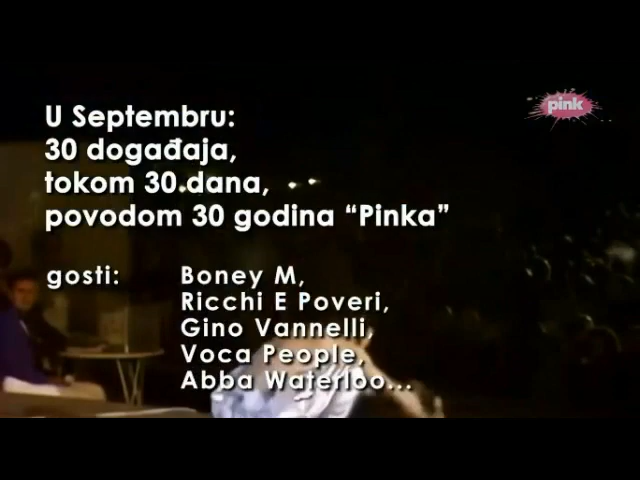 pink
U Septembru:
30 događaja,
tokom 30 dana,
povodom 30 godina “Pinka”
gosti:
Boney M,
Ricchi E Poveri,
Gino Vannelli,
Voca People,
Abba Waterloo...